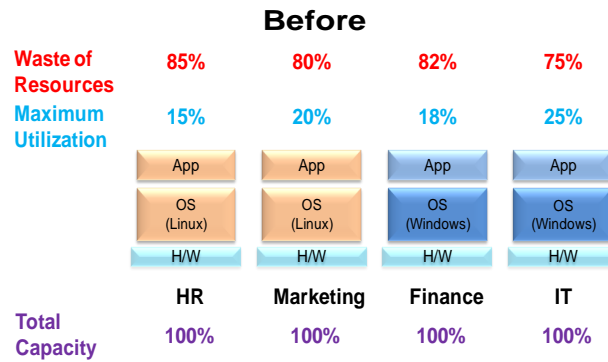 Before
Waste of 85% 80% 82% 75%
Resources
Maximum 15% 20% 18% 25%
Utilization
App App App App
OS OS OS OS
(Linux) (Linux) (Windows) (Windows)
H/W H/W H/W H/W
HR Marketing Finance IT
Total 100% 100% 100% 100%
Capacity